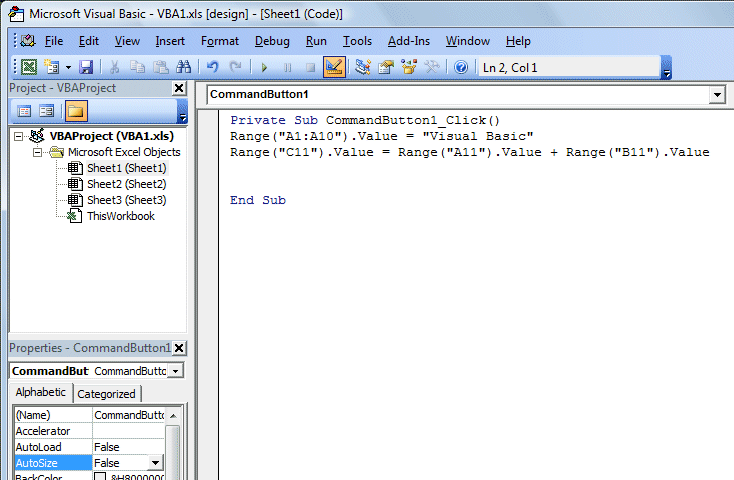 Microsoft Visual Basic - VBA1.xls [design] - [Sheet1 (Code)]
File Edit View Insert Format Debug Run Tools Add-Ins Window Help
Ln 2, Col 1
Project - VBAProject
CommandButton1
VBAProject (VBA1.xls)
Microsoft Excel Objects
Sheet1 (Sheet1)
Sheet2 (Sheet2)
Sheet3 (Sheet3)
ThisWorkbook
Private Sub CommandButton1_Click()
Range("A1:A10").Value = "Visual Basic"
Range("C11").Value = Range("A11").Value + Range("B11").Value
End Sub
Properties - CommandButton1
CommandBut CommandButto
Alphabetic Categorized
(Name) CommandButto
Accelerator
AutoLoad False
AutoSize False
BackColor &H8000000